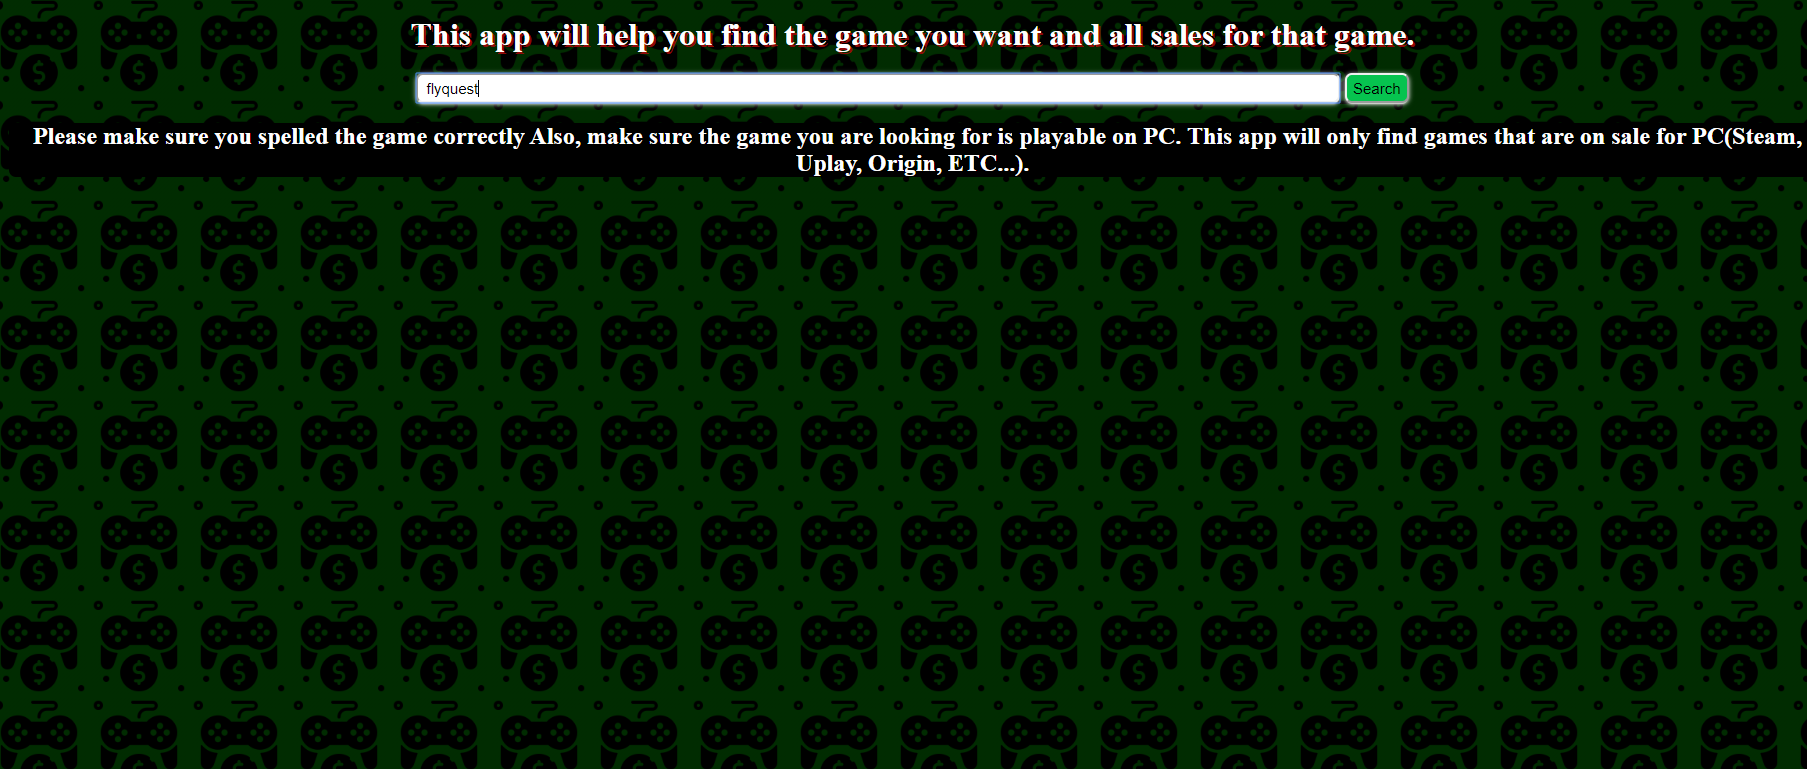 This app will help you find the game you want and all sales for that game.
flyquest
Search
Please make sure you spelled the game correctly Also, make sure the game you are looking for is playable on PC. This app will only find games that are on sale for PC(Steam,
Uplay, Origin, ETC...).